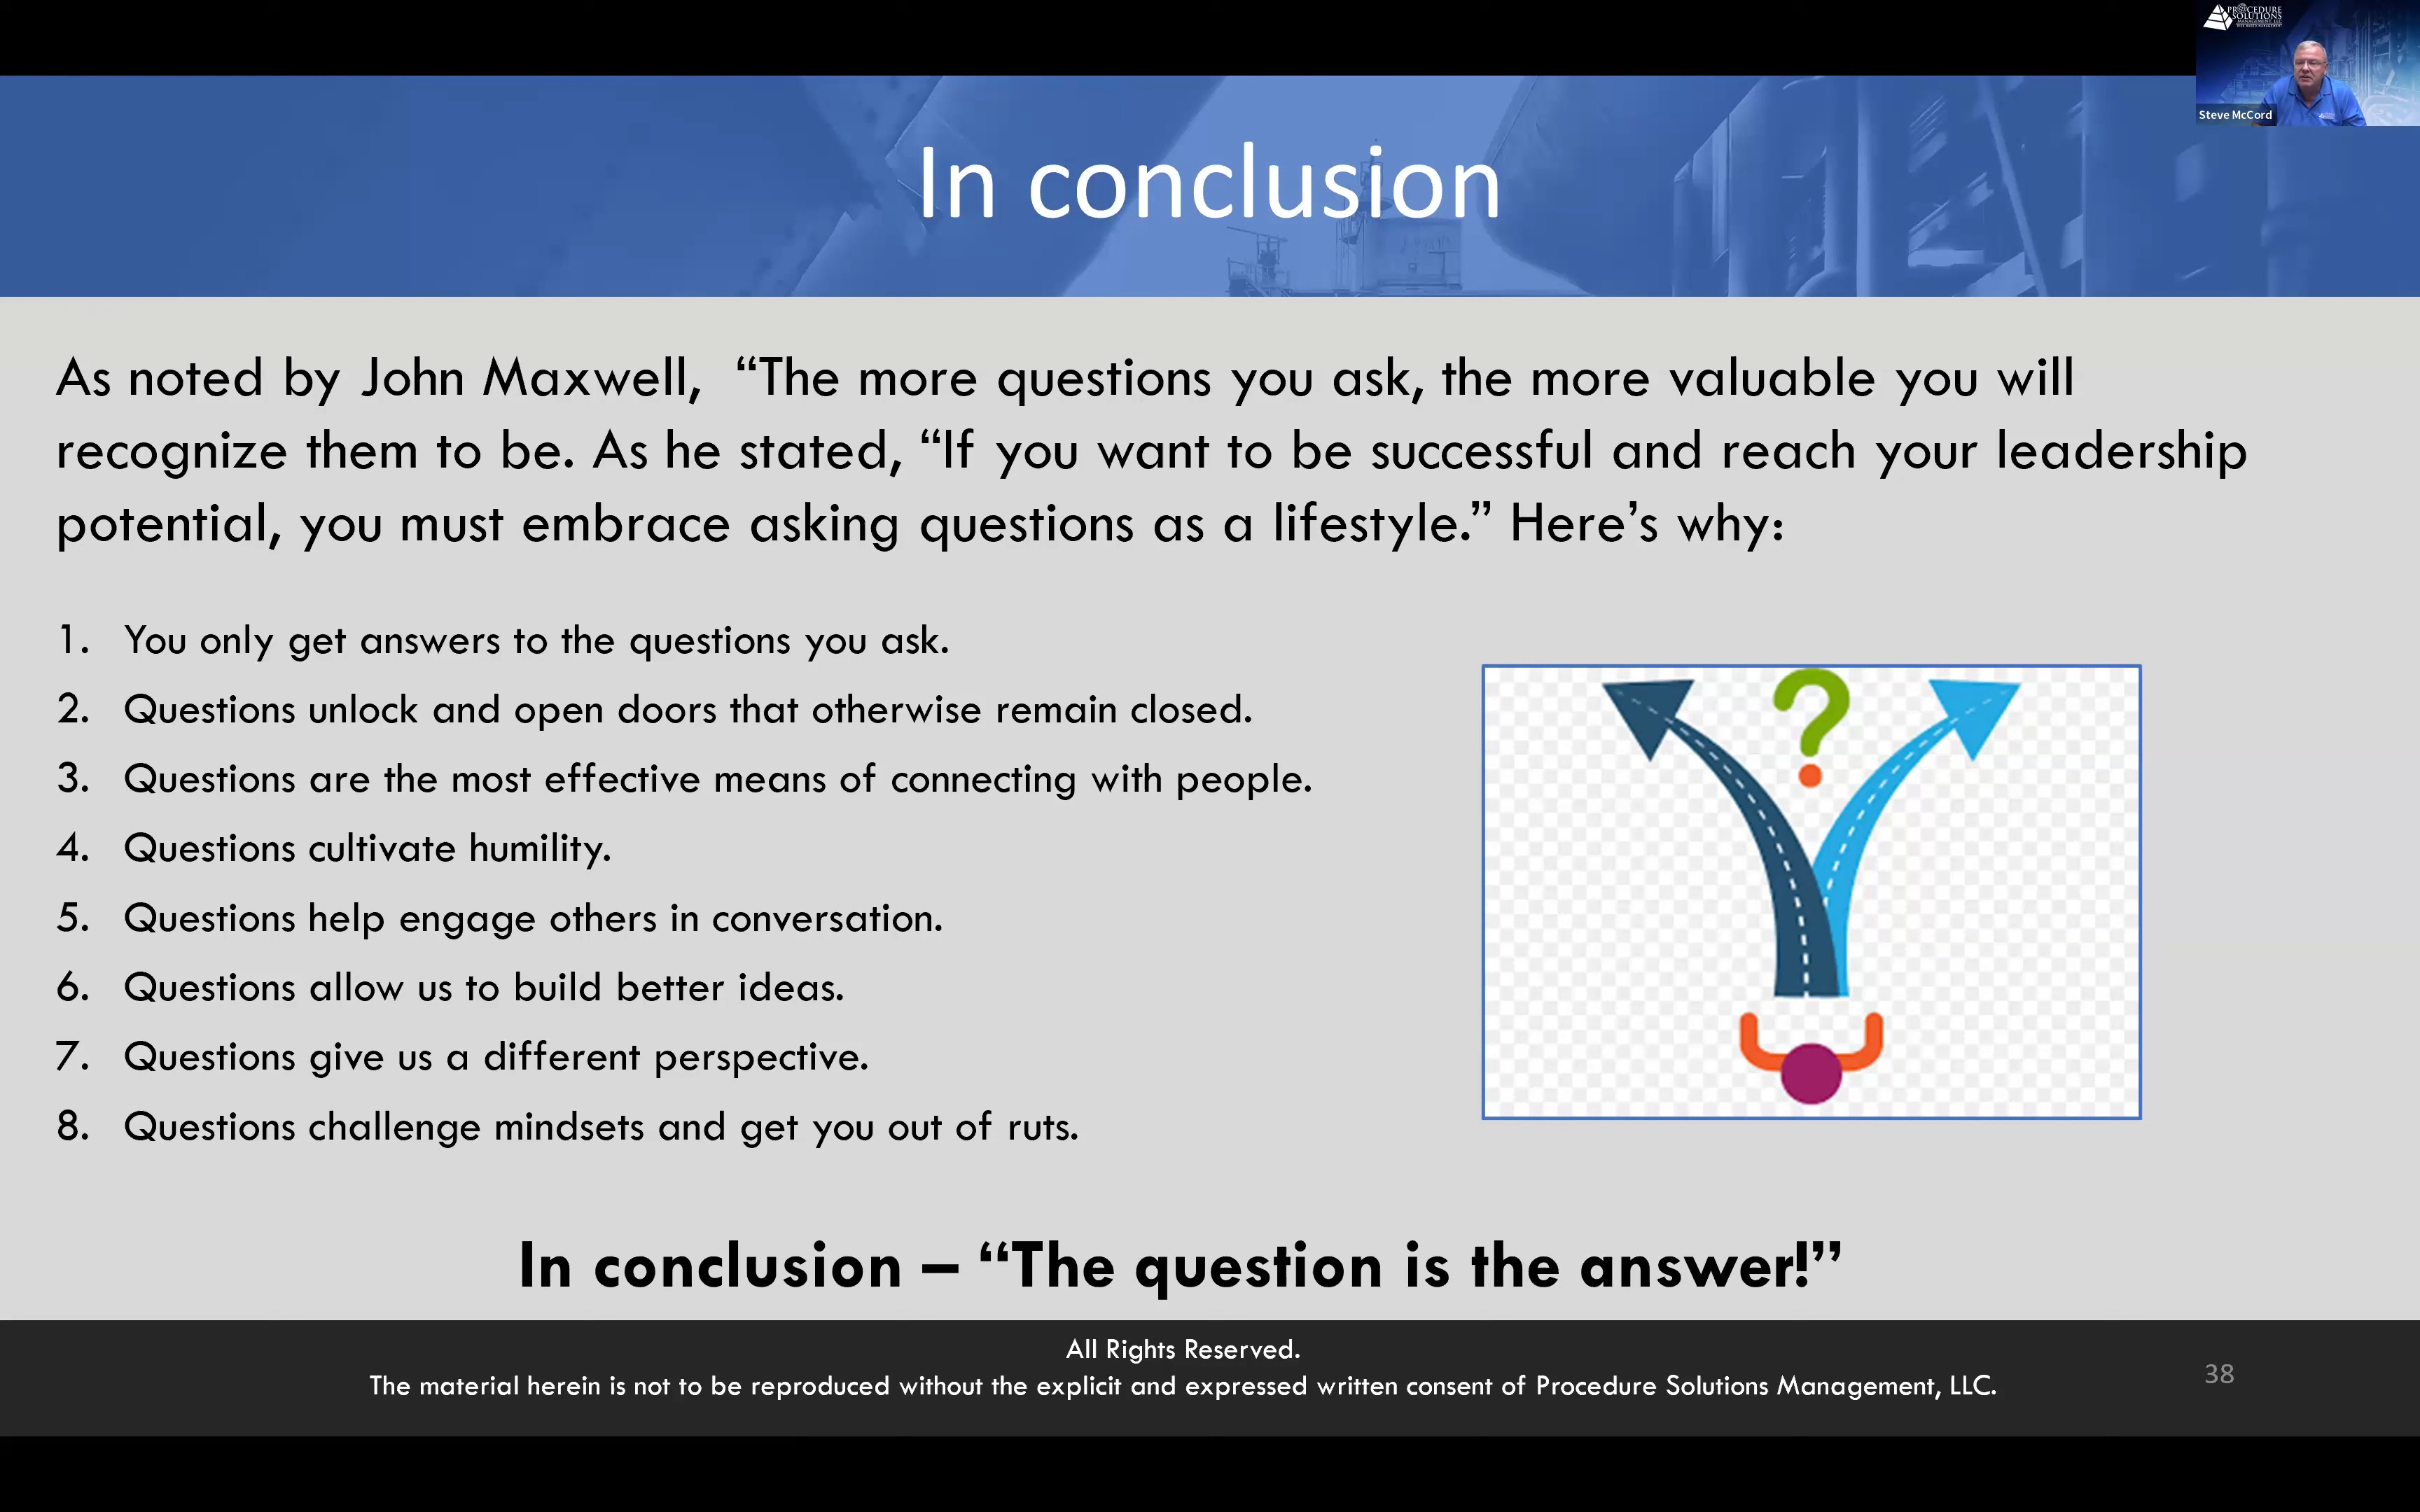 PROCEDURE
SOLUTIONS
MANAGEMENT, LLC
Steve McCord
In conclusion
As noted by John Maxwell,  “The more questions you ask, the more valuable you will
recognize them to be. As he stated, “If you want to be successful and reach your leadership
potential, you must embrace asking questions as a lifestyle.” Here’s why:
1. You only get answers to the questions you ask.
2. Questions unlock and open doors that otherwise remain closed.
3. Questions are the most effective means of connecting with people.
4. Questions cultivate humility.
5. Questions help engage others in conversation.
6. Questions allow us to build better ideas.
7. Questions give us a different perspective.
8. Questions challenge mindsets and get you out of ruts.
?
In conclusion – “The question is the answer!”
All Rights Reserved.
The material herein is not to be reproduced without the explicit and expressed written consent of Procedure Solutions Management, LLC.
38